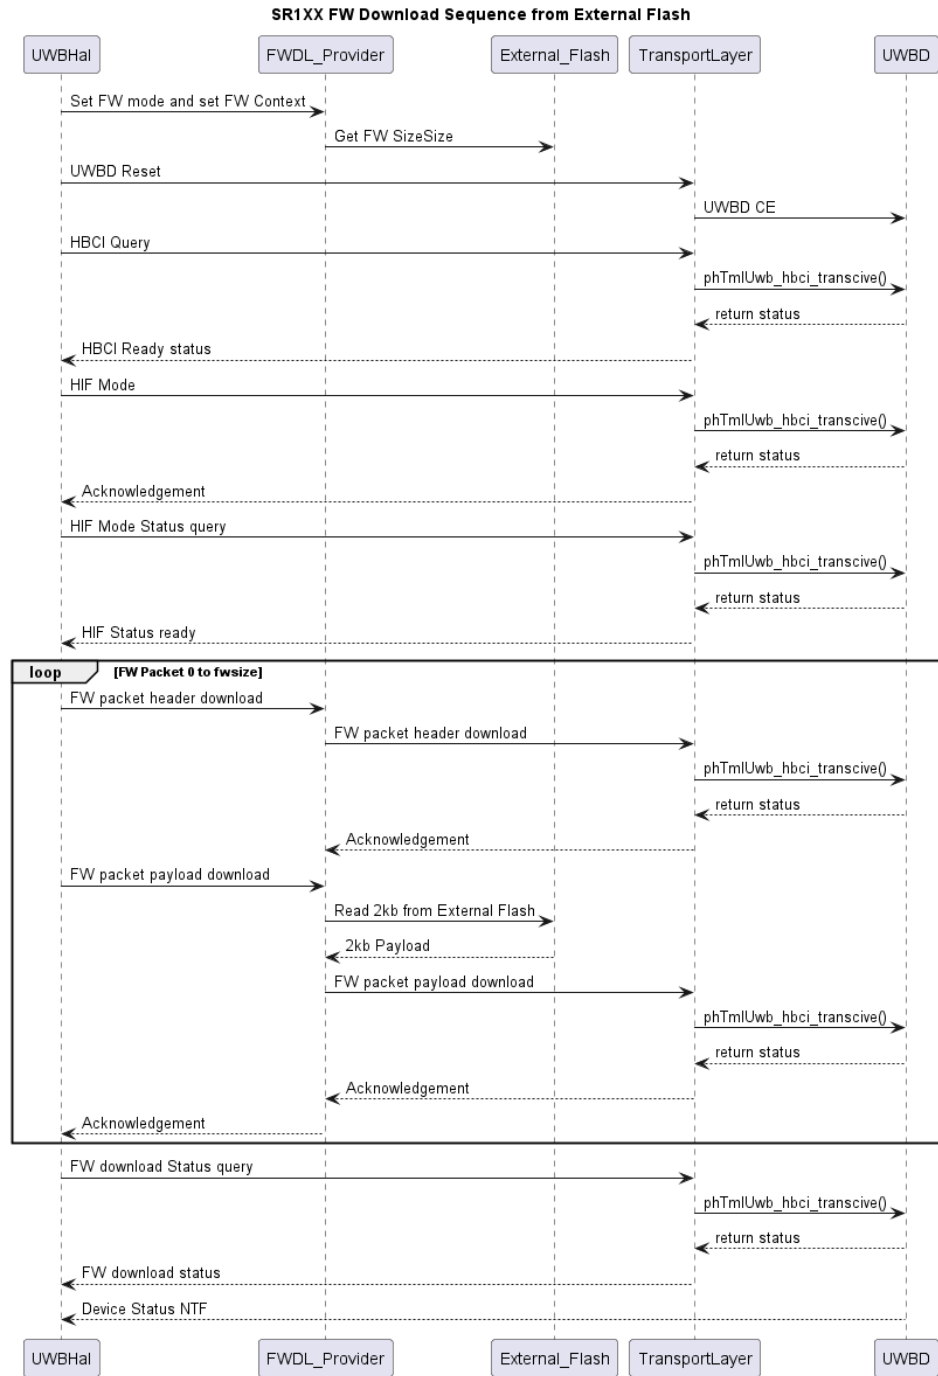 SR1XX FW Download Sequence from External Flash
UWBHal FWDL_Provider External_Flash TransportLayer UWBD
Set FW mode and set FW Context
Get FW SizeSize
UWBD Reset
UWBD CE
HBCI Query
phTmlUwb_hbci_transcive()
return status
HBCI Ready status
HIF Mode
phTmlUwb_hbci_transcive()
return status
Acknowledgement
HIF Mode Status query
phTmlUwb_hbci_transcive()
return status
HIF Status ready
loop [FW Packet 0 to fwsize]
FW packet header download
FW packet header download
phTmlUwb_hbci_transcive()
return status
Acknowledgement
FW packet payload download
Read 2kb from External Flash
2kb Payload
FW packet payload download
phTmlUwb_hbci_transcive()
return status
Acknowledgement
Acknowledgement
FW download Status query
phTmlUwb_hbci_transcive()
return status
FW download status
Device Status NTF
UWBHal FWDL_Provider External_Flash TransportLayer UWBD